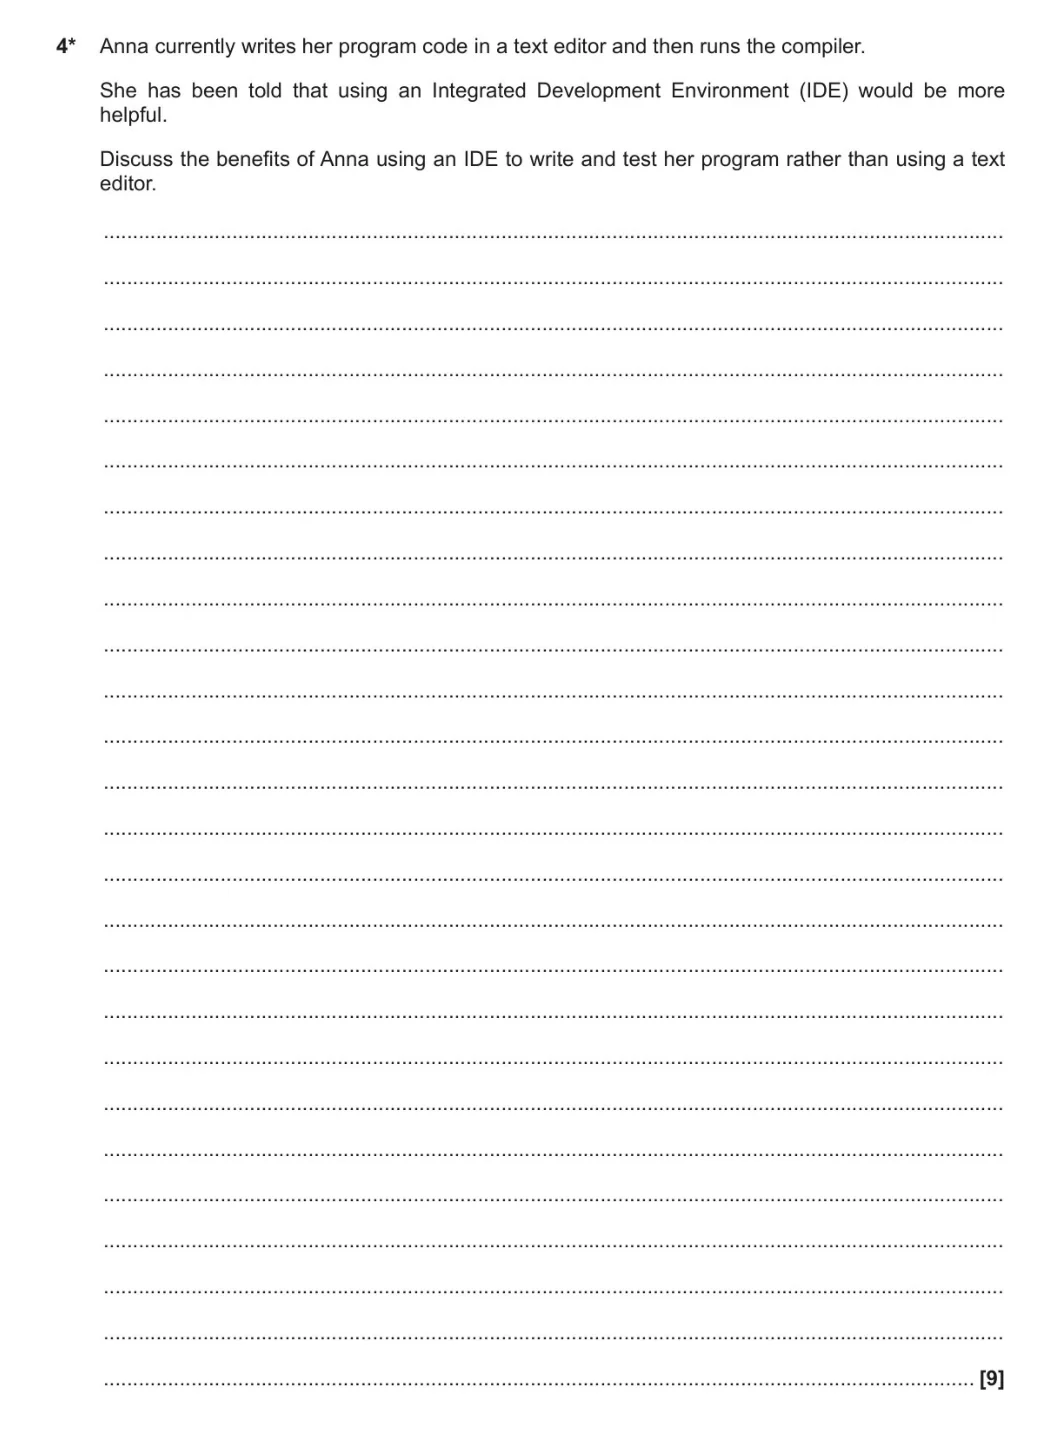 4* Anna currently writes her program code in a text editor and then runs the compiler.
She has been told that using an Integrated Development Environment (IDE) would be more
helpful.
Discuss the benefits of Anna using an IDE to write and test her program rather than using a text
editor.
[9]